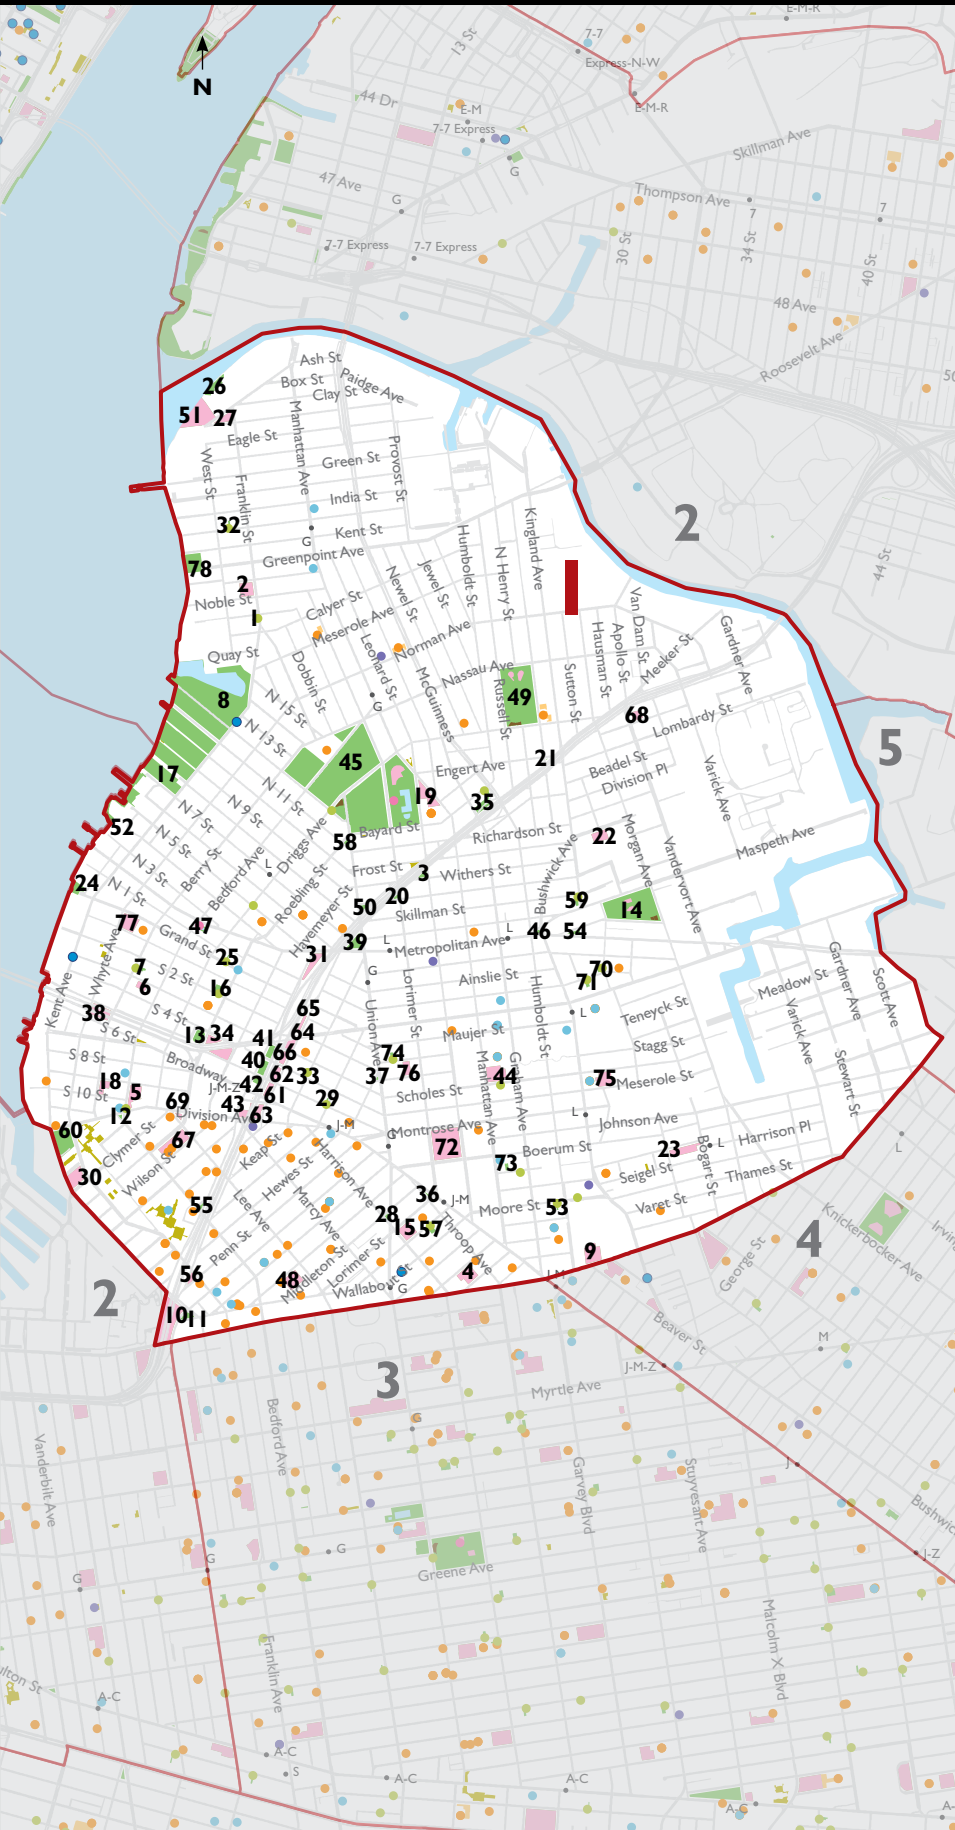 E-M-R
13 St
7-7
Express-N-W
44 Dr
E-M
E-M-R
7-7 Express
Skillman Ave
N
G
47 Ave
Thompson Ave
G
7
7
30 St
34 St
40 St
7-7 Express
7-7 Express
48 Ave
Roosevelt Ave
50
Ash St
Box St
Paidge Ave
Clay St
26
51
27
Manhattan Ave
Eagle St
Provost St
Green St
West St
Franklin St
India St
32
Kent St
G
Greenpoint Ave
Humboldt St
Kingland Ave
N Henry St
2
44 St
78
2
Noble St
1
Newel St
Jewel St
Calyer St
Meserole Ave
Norman Ave
Van Dam St
Apollo St
Hausman St
Meeker St
Gardner Ave
Quay St
Leonard St
Dobbin St
Nassau Ave
McGuinness
Russell St
Sutton St
49
G
8
N 15 St
N 13 St
68
Lombardy St
5
45
21
Engert Ave
Beadel St
Division Pl
Varick Ave
17
19
35
N 11 St
N 9 St
N 7 St
52
58
Bayard St
Richardson St
22
Morgan Ave
Vandervort Ave
Maspeth Ave
N 5 St
Berry St
N 3 St
Driggs Ave
Bedford Ave
L
Frost St
3
Withers St
Bushwick Ave
24
N 1 St
Roebling St
Havemeyer St
20
50
Skillman St
59
14
77
47
Grand St
39
L
Metropolitan Ave
L
46
54
Whyte Ave
25
31
7
6
S 2 St
16
G
Ainslie St
70
71
Lorimer St
Humboldt St
Meadow St
Gardner Ave
Scott Ave
Kent Ave
38
S 4 St
65
Union Ave
L
Teneyck St
Varick Ave
S 6 St
13
34
41
64
Maujer St
Stagg St
S 8 St
Broadway
40
66
74
Stewart St
18
S 10 St
5
J-M-Z
42
62
33
37
76
Manhattan Ave
Graham Ave
44
75
Meserole St
12
69
43
61
29
Scholes St
Division Ave
63
J-M
L
Johnson Ave
60
Clymer St
67
Keap St
G
Montrose Ave
72
Boerum St
23
Bogart St
L
Harrison Pl
L
30
Wilson St
Hewes St
Harrison Ave
73
Seigel St
Thames St
55
Lee Ave
Marcy Ave
36
J-M
28
15
57
Moore St
53
Varet St
Throop Ave
Penn St
9
4
George St
Knickerbocker Ave
Irving
2
56
48
Middleton St
Lorimer St
Wallabout St
G
4
10
11
Beaver St
M
3
J-M-Z
Myrtle Ave
G
Bedford Ave
Vanderbilt Ave
Garvey Blvd
Stuyvesant Ave
J
Bushwic
G
G
J-Z
G
Greene Ave
Malcolm X Blvd
Franklin Ave
ulton St
A-C
A-C
S
A-C
A-C
A-C
A-